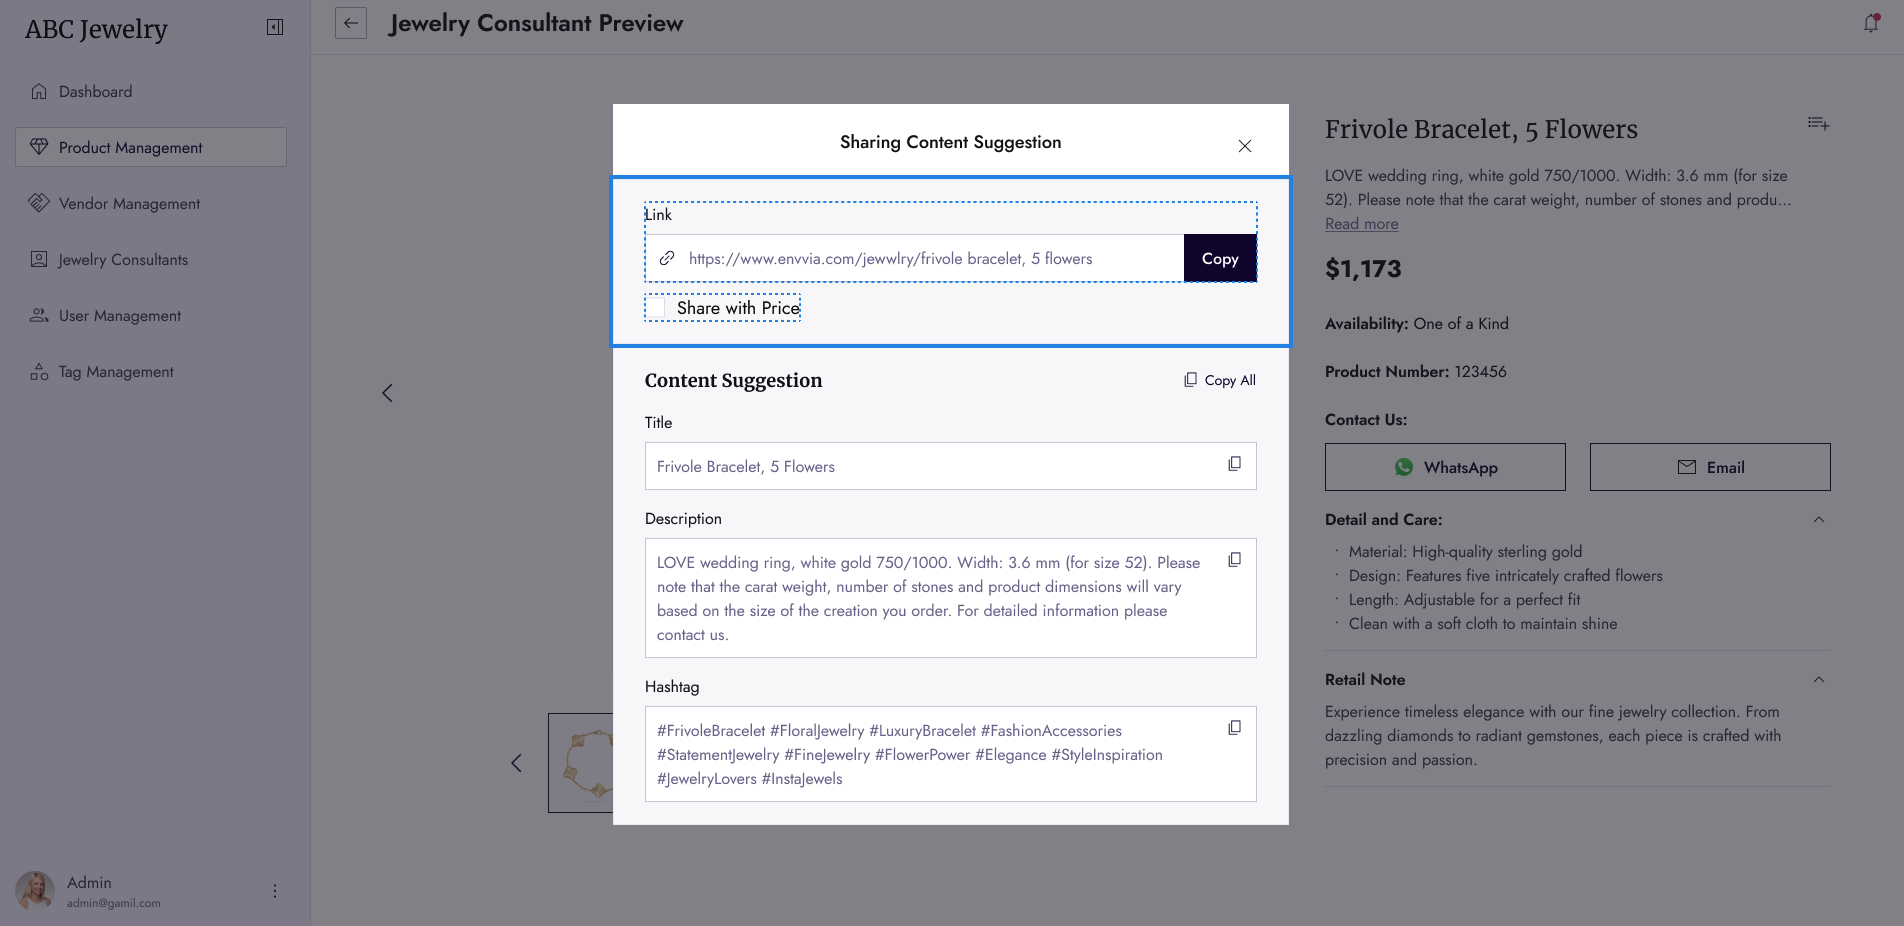 ABC Jewelry
Dashboard
Product Management
Vendor Management
Jewelry Consultants
User Management
Tag Management
Admin
admin@gamil.com
Jewelry Consultant Preview
Sharing Content Suggestion
Link
https://www.envvia.com/jewwlry/frivole bracelet, 5 flowers
Copy
Share with Price
Content Suggestion
Copy All
Title
Frivole Bracelet, 5 Flowers
Description
LOVE wedding ring, white gold 750/1000. Width: 3.6 mm (for size 52). Please
note that the carat weight, number of stones and product dimensions will vary
based on the size of the creation you order. For detailed information please
contact us.
Hashtag
#FrivoleBracelet #FloralJewelry #LuxuryBracelet #FashionAccessories
#StatementJewelry #FineJewelry #FlowerPower #Elegance #StyleInspiration
#JewelryLovers #InstaJewels
Frivole Bracelet, 5 Flowers
LOVE wedding ring, white gold 750/1000. Width: 3.6 mm (for size
52). Please note that the carat weight, number of stones and produ...
Read more
$1,173
Availability: One of a Kind
Product Number: 123456
Contact Us:
WhatsApp
Email
Detail and Care:
· Material: High-quality sterling gold
· Design: Features five intricately crafted flowers
· Length: Adjustable for a perfect fit
· Clean with a soft cloth to maintain shine
Retail Note
Experience timeless elegance with our fine jewelry collection. From
dazzling diamonds to radiant gemstones, each piece is crafted with
precision and passion.